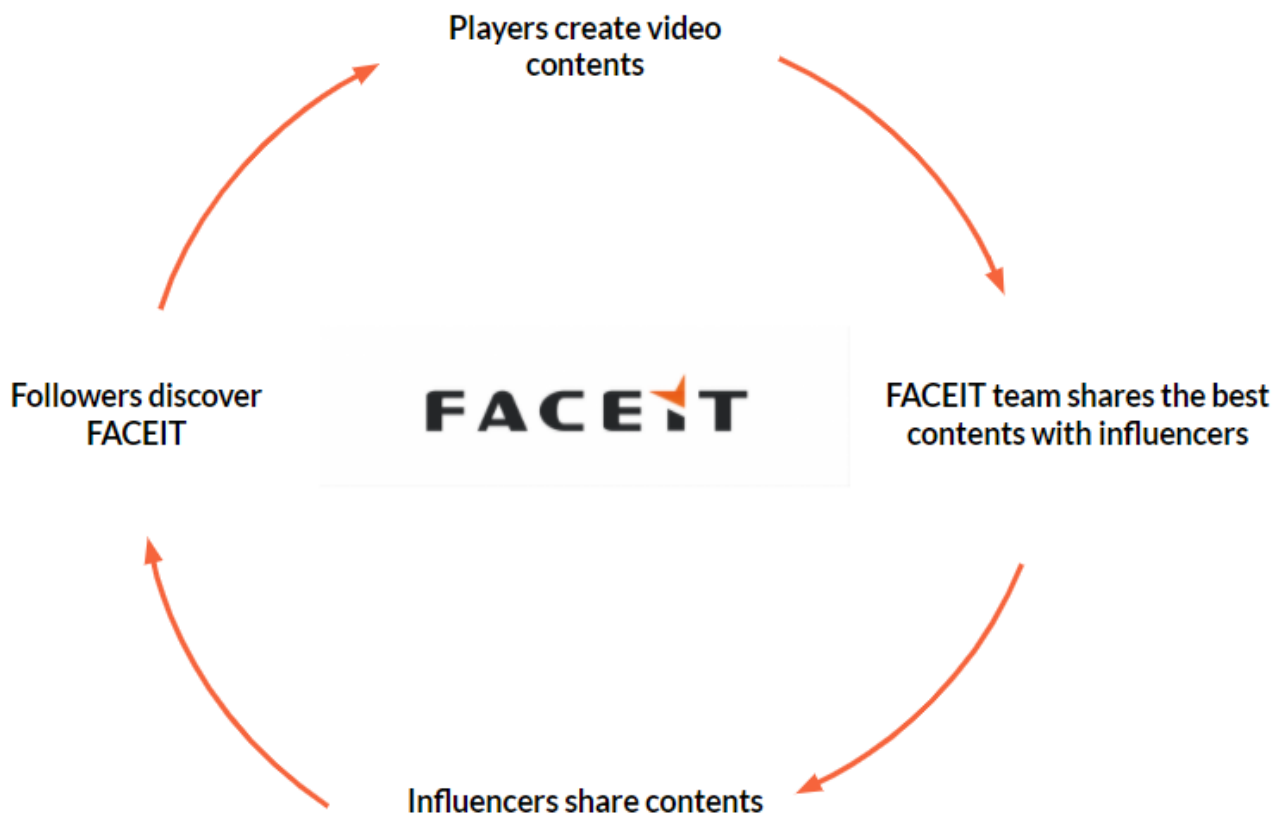 Players create video
contents
Followers discover
FACEIT
FACEIT
FACEIT team shares the best
contents with influencers
Influencers share contents